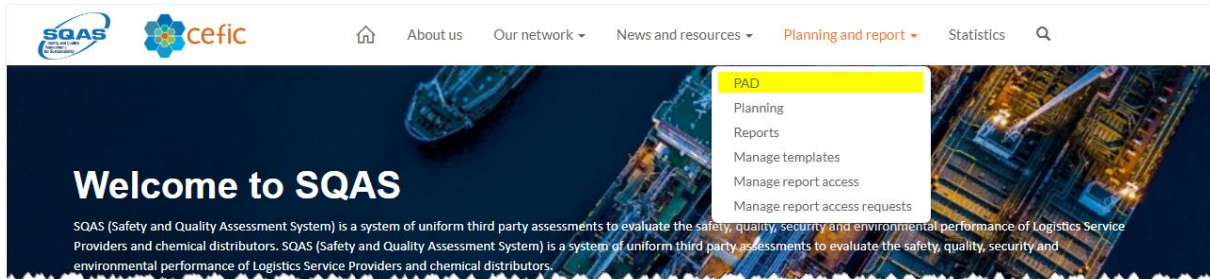 SQAS
cefic
About us
Our network
News and resources
Planning and report
Statistics
PAD
Planning
Reports
Manage templates
Manage report access
Manage report access requests
Welcome to SQAS
SQAS (Safety and Quality Assessment System) is a system of uniform third party assessments to evaluate the safety, quality, security and environmental performance of Logistics Service
Providers and chemical distributors. SQAS (Safety and Quality Assessment System) is a system of uniform third party assessments to evaluate the safety, quality, security and
environmental performance of Logistics Service Providers and chemical distributors.